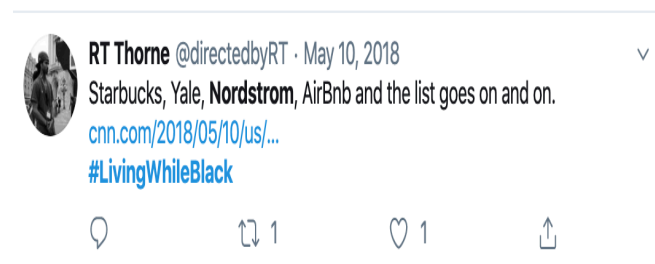 RT Thorne @directedbyRT · May 10, 2018
Starbucks, Yale, Nordstrom, AirBnb and the list goes on and on.
cnn.com/2018/05/10/us/...
#LivingWhileBlack
1 1